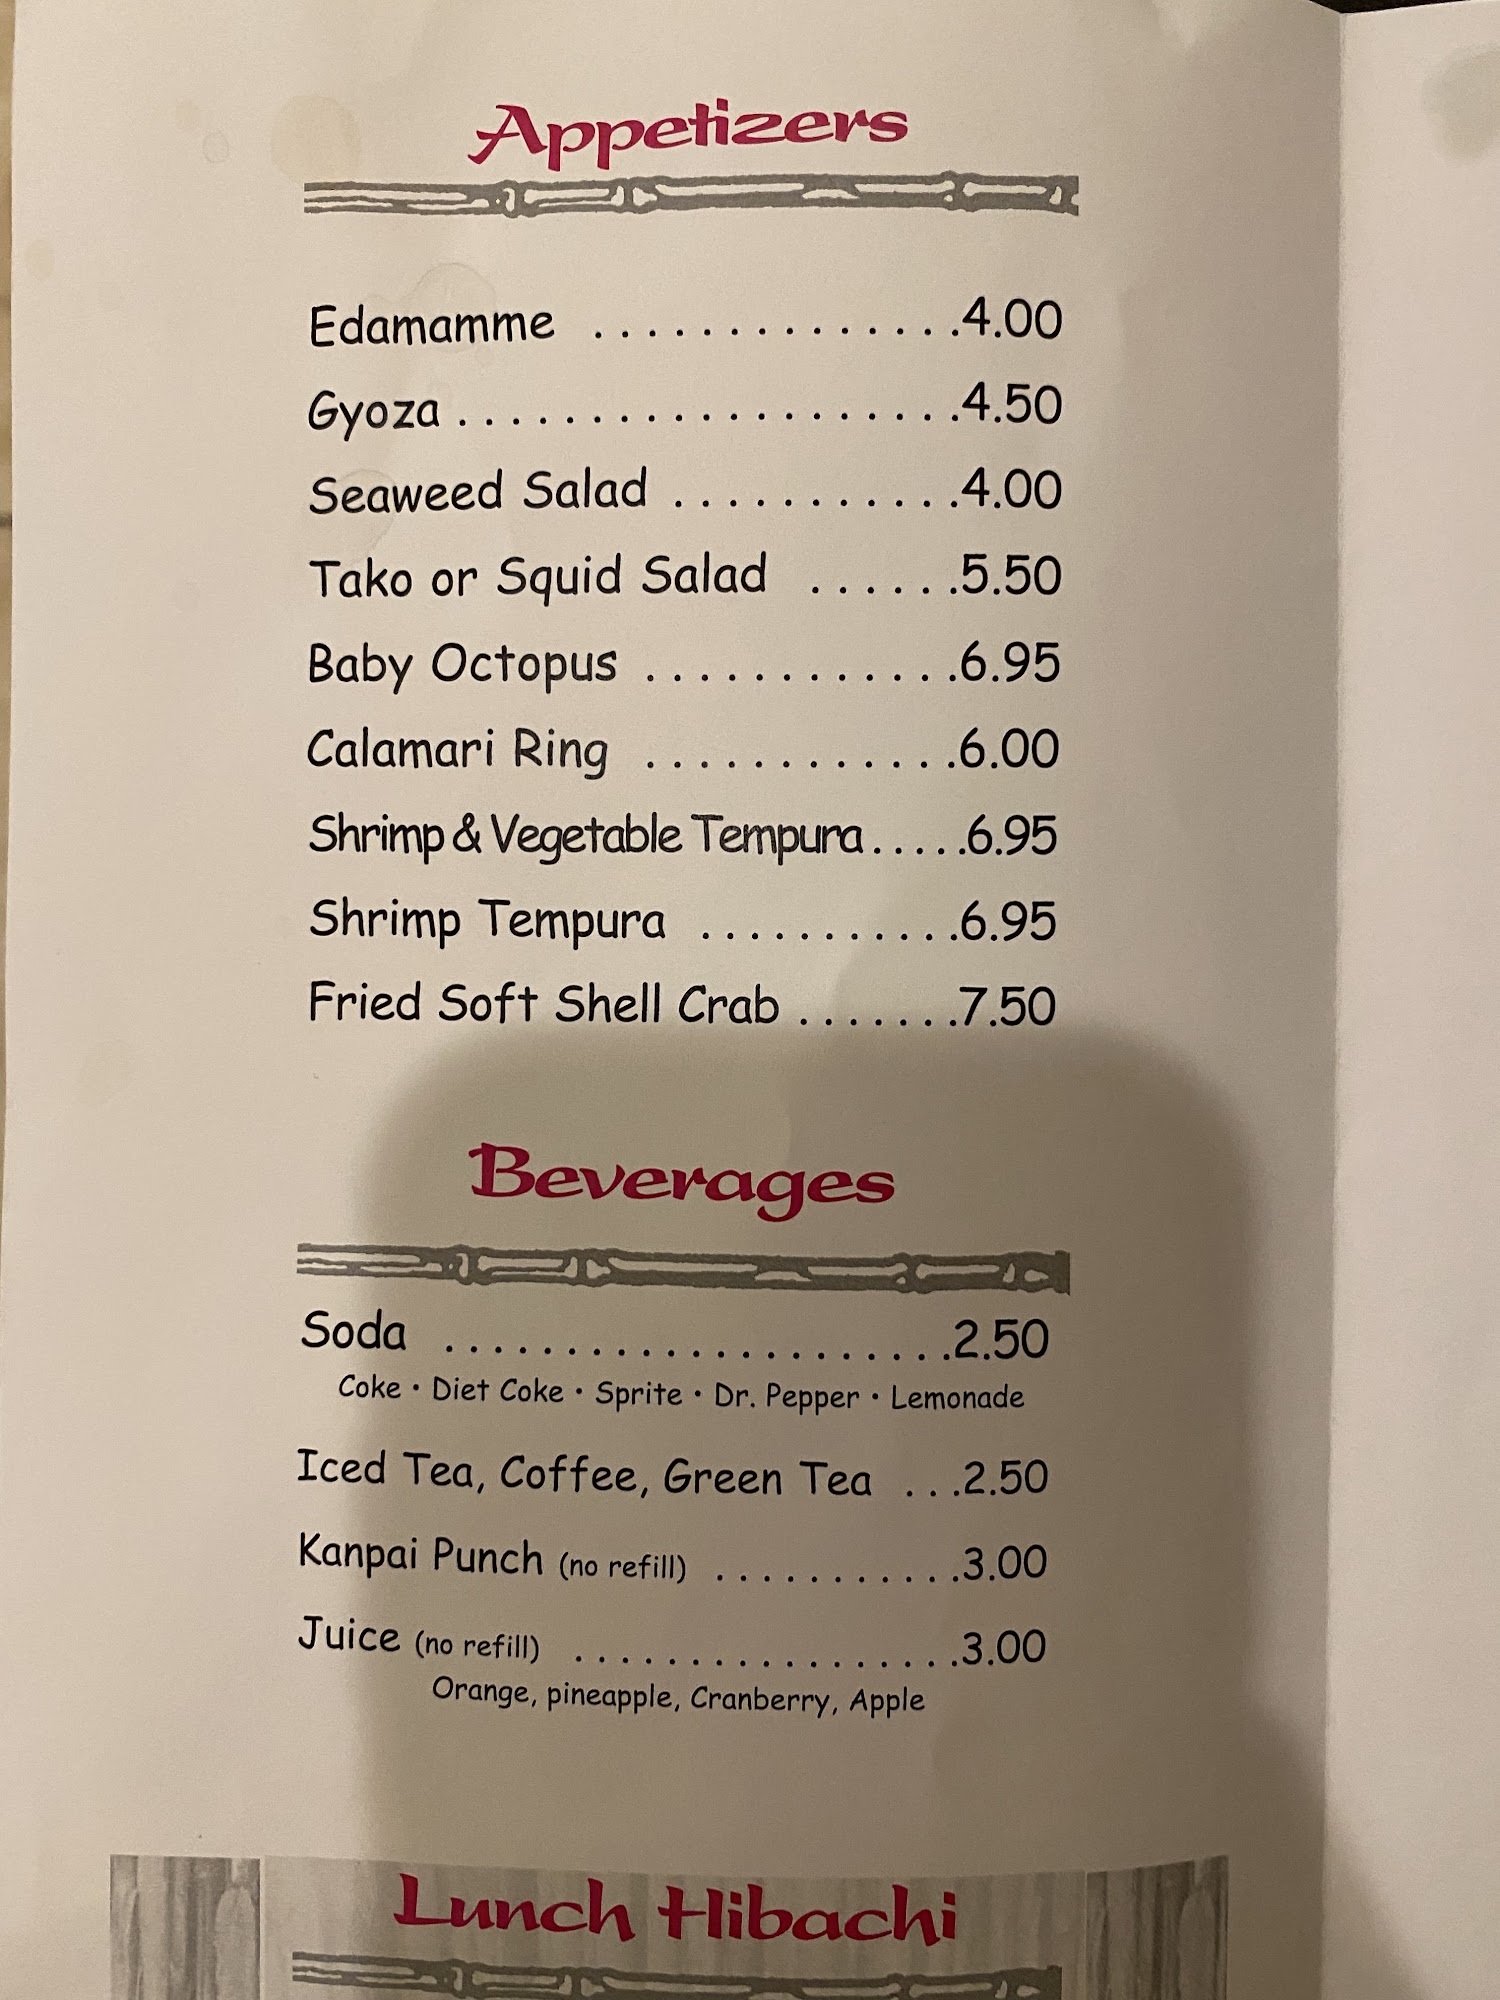 Appetizers
Edamamme . . . . . . . . . . . . . .4.00
Gyoza . . . . . . . . . . . . . . . . . . .4.50
Seaweed Salad . . . . . . . . . . .4.00
Tako or Squid Salad . . . . . .5.50
Baby Octopus . . . . . . . . . . . .6.95
Calamari Ring . . . . . . . . . . . .6.00
Shrimp & Vegetable Tempura . . . . .6.95
Shrimp Tempura . . . . . . . . . .6.95
Fried Soft Shell Crab . . . . . . .7.50
Beverages
Soda . . . . . . . . . . . . . . . . . . .2.50
Coke • Diet Coke • Sprite • Dr. Pepper • Lemonade
Iced Tea, Coffee, Green Tea . . .2.50
Kanpai Punch (no refill) . . . . . . . . . .3.00
Juice (no refill) . . . . . . . . . . . . . . .3.00
Orange, pineapple, Cranberry, Apple
Lunch Hibachi